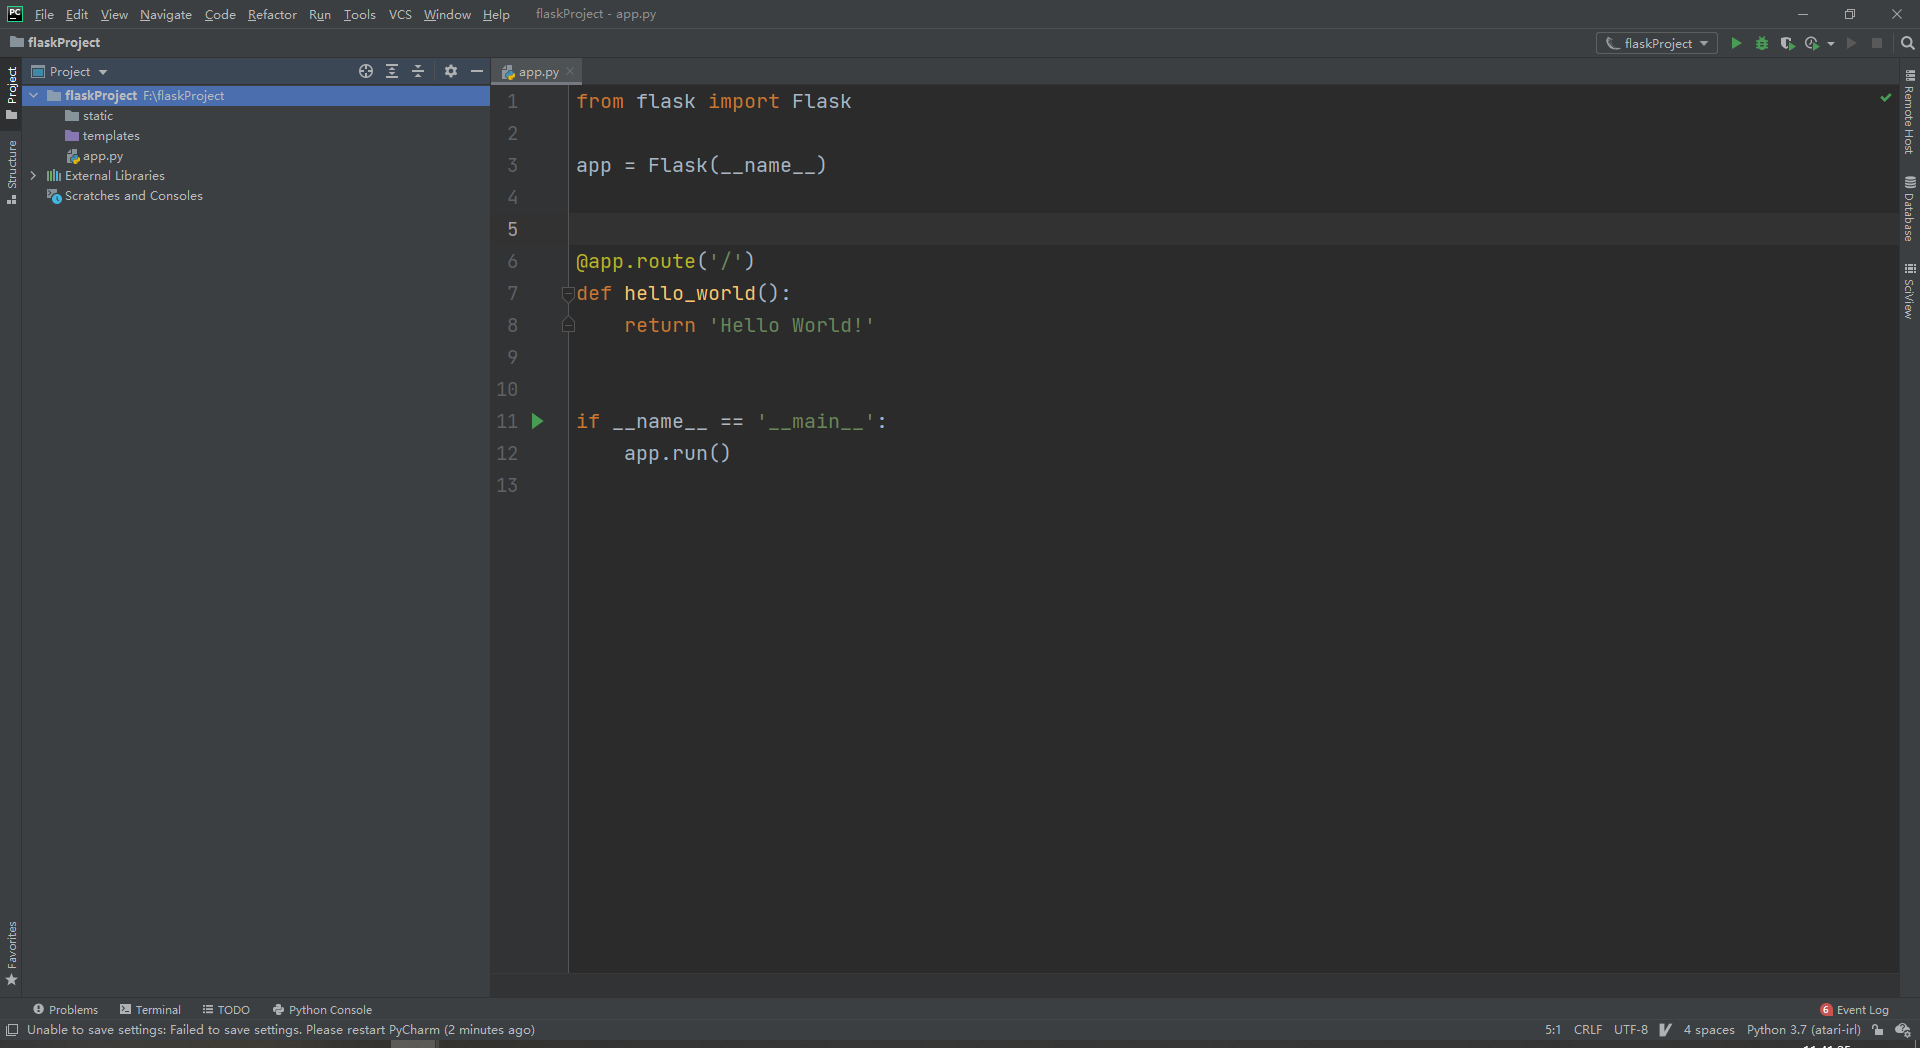 PC File Edit View Navigate Code Refactor Run Tools VCS Window Help flaskProject - app.py
flaskProject
flaskProject
Project
app.py
Project
Structure
Favorites
flaskProject F:\flaskProject
static
templates
app.py
External Libraries
Scratches and Consoles
1 from flask import Flask
2
3 app = Flask(__name__)
4
5
6 @app.route('/')
7 def hello_world():
8 return 'Hello World!'
9
10
11 if __name__ == '__main__':
12 app.run()
13
Remote Host
Database
SciView
Problems Terminal TODO Python Console
6 Event Log
Unable to save settings: Failed to save settings. Please restart PyCharm (2 minutes ago)
5:1 CRLF UTF-8 4 spaces Python 3.7 (atari-irl)